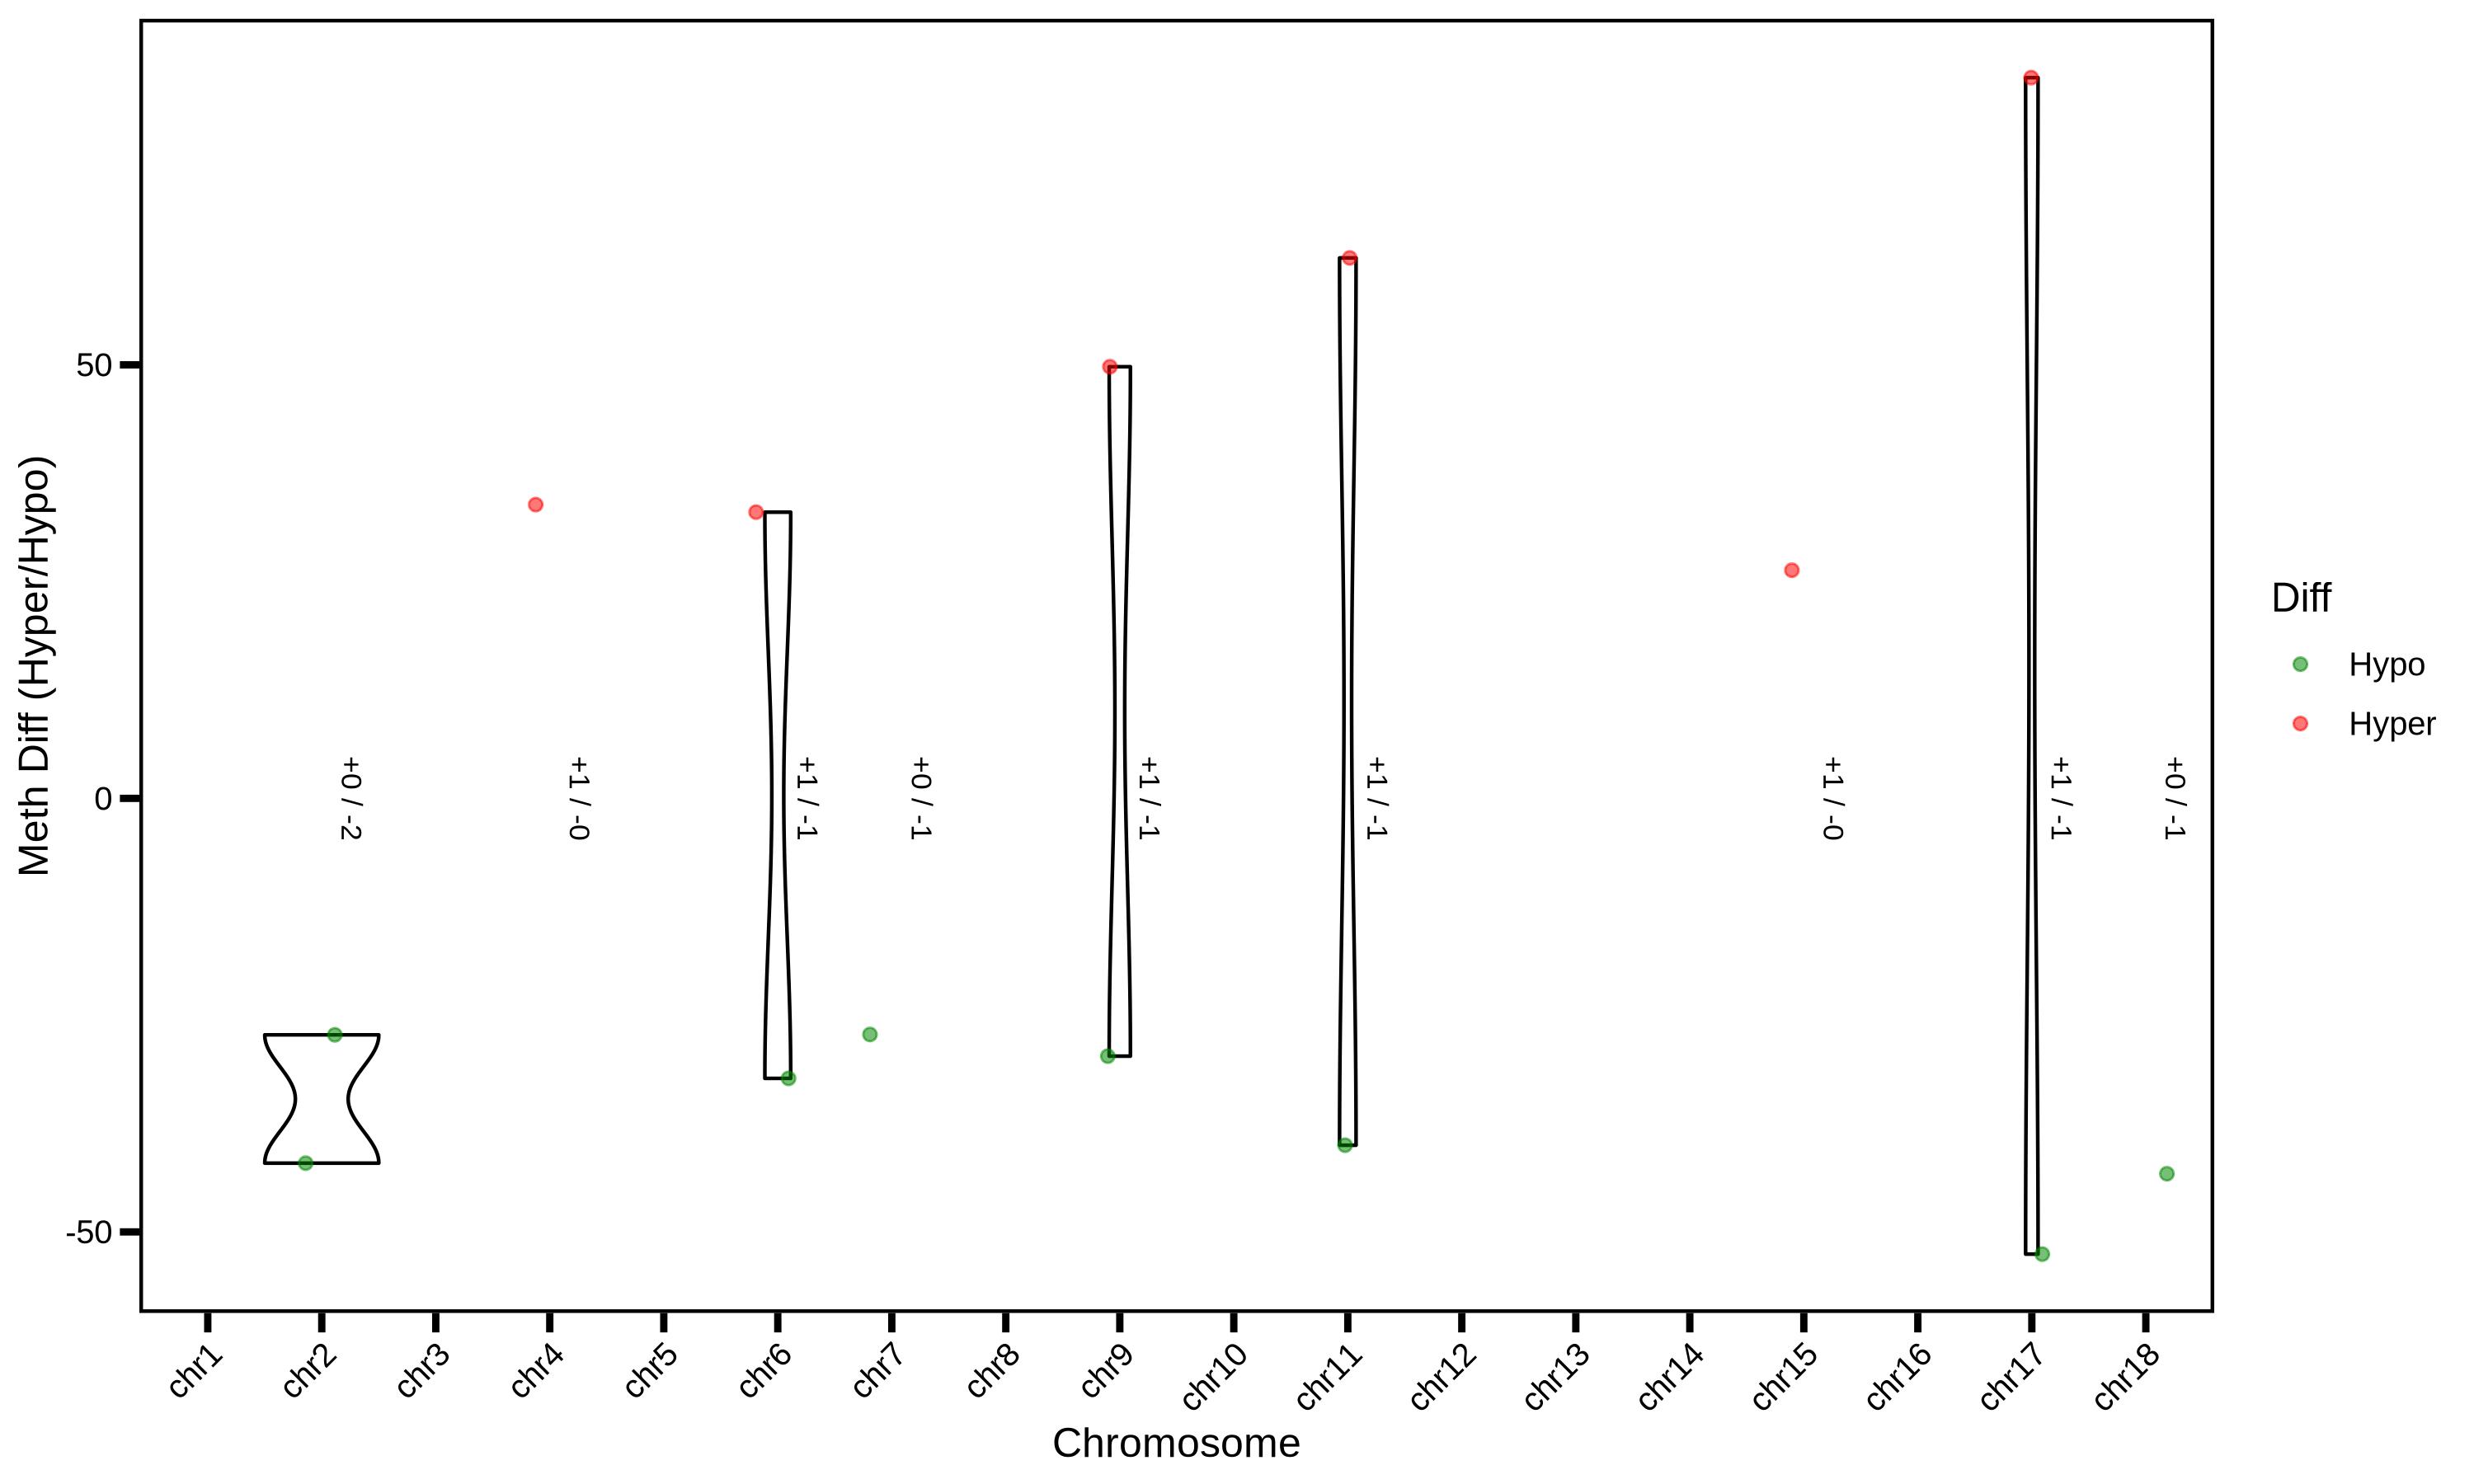 Meth Diff (Hyper/Hypo)
50
0
-50
+0 / -2
+1 / -0
+1 / -1
+0 / -1
+1 / -1
+1 / -1
+1 / -0
+1 / -1
+0 / -1
chr1
chr2
chr3
chr4
chr5
chr6
chr7
chr8
chr9
chr10
chr11
chr12
chr13
chr14
chr15
chr16
chr17
chr18
Chromosome
Diff
Hypo
Hyper